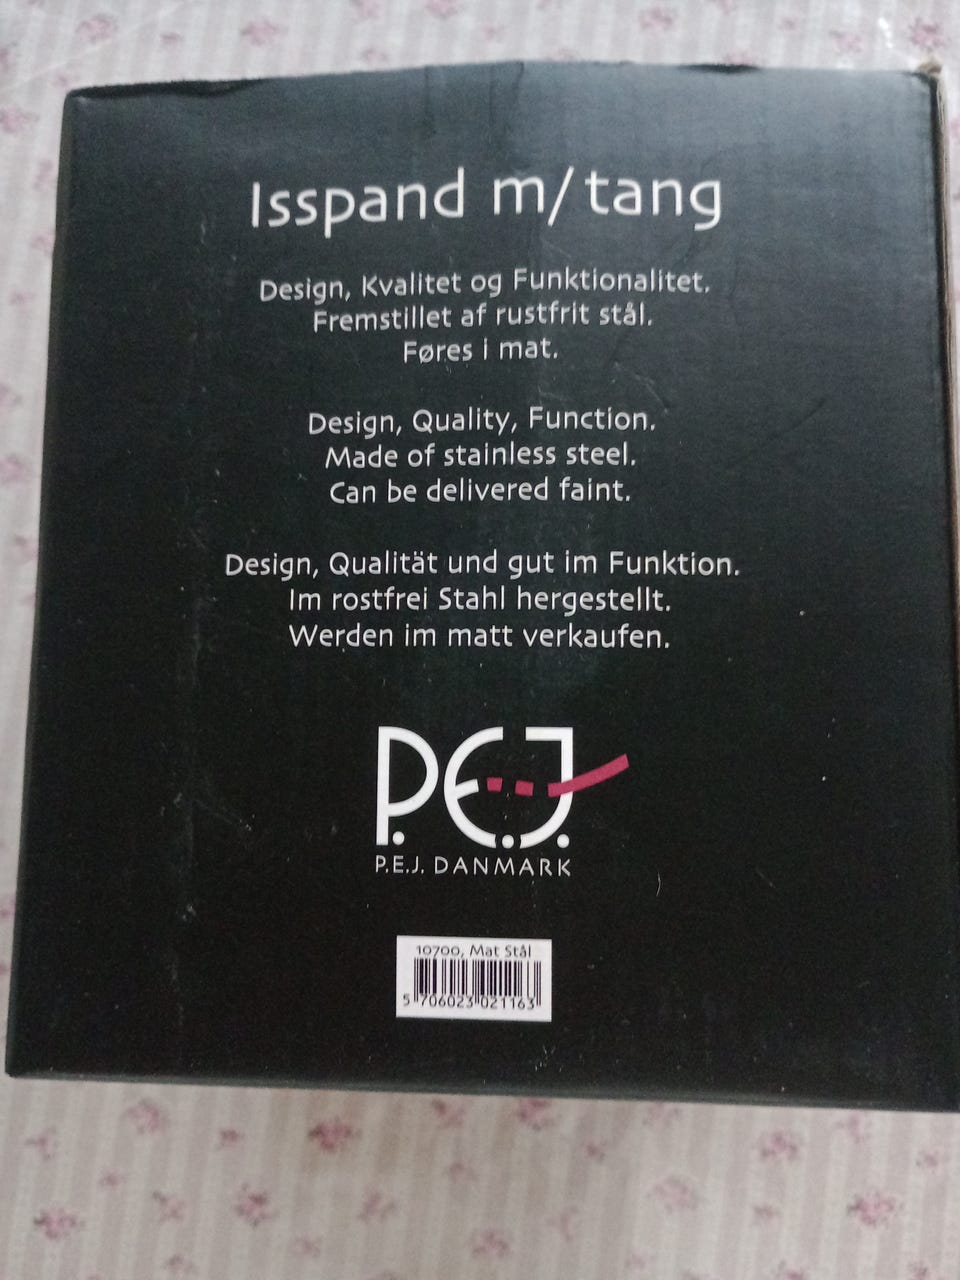 Isspand m/tang
Design, Kvalitet og Funktionalitet.
Fremstillet af rustfrit stål.
Føres i mat.
Design, Quality, Function.
Made of stainless steel.
Can be delivered faint.
Design, Qualität und gut im Funktion.
Im rostfrei Stahl hergestellt.
Werden im matt verkaufen.
P.E.J.
P.E.J. DANMARK
10700, Mat Stål
5 706023 021163